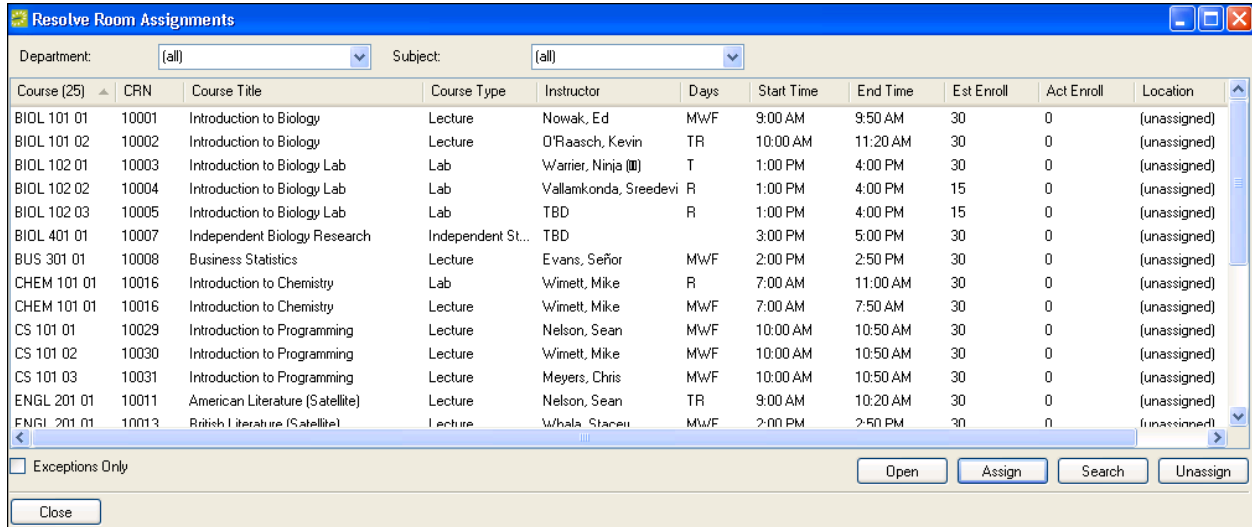 Resolve Room Assignments
Department: (all) Subject: (all)
Course (25) CRN Course Title Course Type Instructor Days Start Time End Time Est Enroll Act Enroll Location
BIOL 101 01 10001 Introduction to Biology Lecture Nowak, Ed MWF 9:00 AM 9:50 AM 30 0 (unassigned)
BIOL 101 02 10002 Introduction to Biology Lecture O'Raasch, Kevin TR 10:00 AM 11:20 AM 30 0 (unassigned)
BIOL 102 01 10003 Introduction to Biology Lab Lab Warrier, Ninja T 1:00 PM 4:00 PM 30 0 (unassigned)
BIOL 102 02 10004 Introduction to Biology Lab Lab Vallamkonda, Sreedevi R 1:00 PM 4:00 PM 15 0 (unassigned)
BIOL 102 03 10005 Introduction to Biology Lab Lab TBD R 1:00 PM 4:00 PM 15 0 (unassigned)
BIOL 401 01 10007 Independent Biology Research Independent St... TBD 3:00 PM 5:00 PM 30 0 (unassigned)
BUS 301 01 10008 Business Statistics Lecture Evans, Señor MWF 2:00 PM 2:50 PM 30 0 (unassigned)
CHEM 101 01 10016 Introduction to Chemistry Lab Wimett, Mike R 7:00 AM 11:00 AM 30 0 (unassigned)
CHEM 101 01 10016 Introduction to Chemistry Lecture Wimett, Mike MWF 7:00 AM 7:50 AM 30 0 (unassigned)
CS 101 01 10029 Introduction to Programming Lecture Nelson, Sean MWF 10:00 AM 10:50 AM 30 0 (unassigned)
CS 101 02 10030 Introduction to Programming Lecture Wimett, Mike MWF 10:00 AM 10:50 AM 30 0 (unassigned)
CS 101 03 10031 Introduction to Programming Lecture Meyers, Chris MWF 10:00 AM 10:50 AM 30 0 (unassigned)
ENGL 201 01 10011 American Literature (Satellite) Lecture Nelson, Sean TR 9:00 AM 10:20 AM 30 0 (unassigned)
ENGL 201 01 10013 British Literature (Satellite) Lecture Whala, Stacey MWF 2:00 PM 2:50 PM 30 0 (unassigned)
Exceptions Only Open Assign Search Unassign
Close